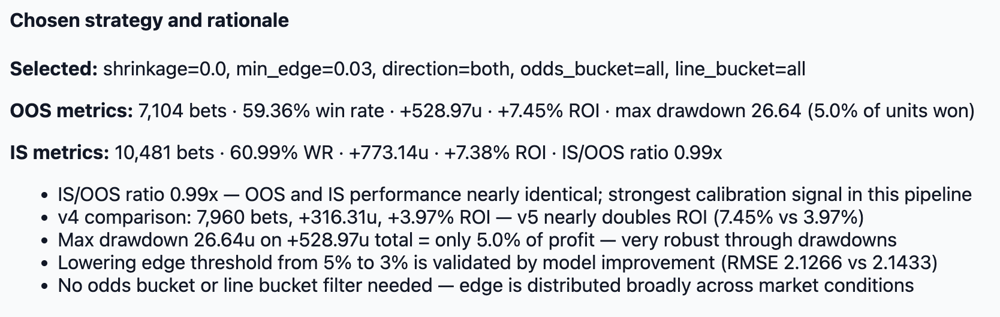 Chosen strategy and rationale
Selected: shrinkage=0.0, min_edge=0.03, direction=both, odds_bucket=all, line_bucket=all
OOS metrics: 7,104 bets · 59.36% win rate · +528.97u · +7.45% ROI · max drawdown 26.64 (5.0% of units won)
IS metrics: 10,481 bets · 60.99% WR · +773.14u · +7.38% ROI · IS/OOS ratio 0.99x
• IS/OOS ratio 0.99x — OOS and IS performance nearly identical; strongest calibration signal in this pipeline
• v4 comparison: 7,960 bets, +316.31u, +3.97% ROI — v5 nearly doubles ROI (7.45% vs 3.97%)
• Max drawdown 26.64u on +528.97u total = only 5.0% of profit — very robust through drawdowns
• Lowering edge threshold from 5% to 3% is validated by model improvement (RMSE 2.1266 vs 2.1433)
• No odds bucket or line bucket filter needed — edge is distributed broadly across market conditions